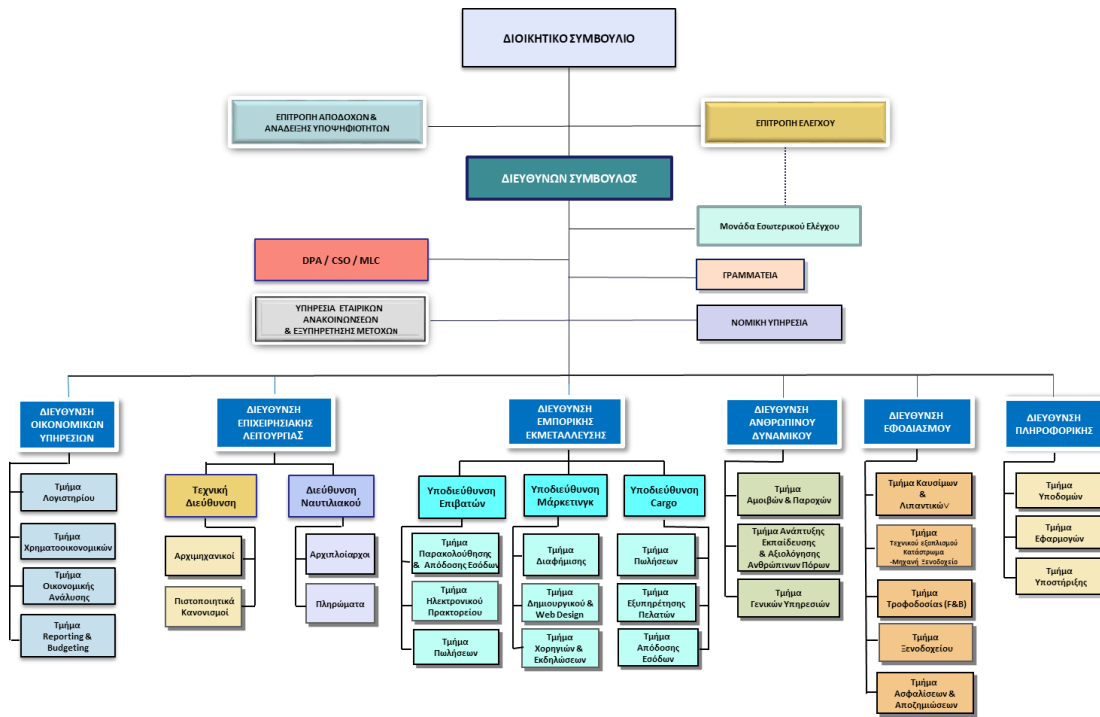 ΔΙΟΙΚΗΤΙΚΟ ΣΥΜΒΟΥΛΙΟ
ΕΠΙΤΡΟΠΗ ΑΠΟΔΟΧΩΝ &
ΑΝΑΔΕΙΞΗΣ ΥΠΟΨΗΦΙΟΤΗΤΩΝ
ΕΠΙΤΡΟΠΗ ΕΛΕΓΧΟΥ
ΔΙΕΥΘΥΝΩΝ ΣΥΜΒΟΥΛΟΣ
Μονάδα Εσωτερικού Ελέγχου
DPA / CSO / MLC
ΓΡΑΜΜΑΤΕΙΑ
ΥΠΗΡΕΣΙΑ ΕΤΑΙΡΙΚΩΝ
ΑΝΑΚΟΙΝΩΣΕΩΝ
& ΕΞΥΠΗΡΕΤΗΣΗΣ ΜΕΤΟΧΩΝ
ΝΟΜΙΚΗ ΥΠΗΡΕΣΙΑ
ΔΙΕΥΘΥΝΣΗ
ΟΙΚΟΝΟΜΙΚΩΝ
ΥΠΗΡΕΣΙΩΝ
Τμήμα
Λογιστηρίου
Τμήμα
Χρηματοοικονομικών
Τμήμα
Οικονομικής
Ανάλυσης
Τμήμα
Reporting &
Budgeting
ΔΙΕΥΘΥΝΣΗ
ΕΠΙΧΕΙΡΗΣΙΑΚΗΣ
ΛΕΙΤΟΥΡΓΙΑΣ
Τεχνική
Διεύθυνση
Αρχιμηχανικοί
Πιστοποιητικά
Κανονισμοί
Διεύθυνση
Ναυτιλιακού
Αρχιπλοίαρχοι
Πληρώματα
ΔΙΕΥΘΥΝΣΗ
ΕΜΠΟΡΙΚΗΣ
ΕΚΜΕΤΑΛΛΕΥΣΗΣ
Υποδιεύθυνση
Επιβατών
Τμήμα
Παρακολούθησης
& Απόδοσης Εσόδων
Τμήμα
Ηλεκτρονικού
Πρακτορείου
Τμήμα
Πωλήσεων
Υποδιεύθυνση
Μάρκετινγκ
Τμήμα
Διαφήμισης
Τμήμα
Δημιουργικού &
Web Design
Τμήμα
Χορηγιών &
Εκδηλώσεων
Υποδιεύθυνση
Cargo
Τμήμα
Πωλήσεων
Τμήμα
Εξυπηρέτησης
Πελατών
Τμήμα
Απόδοσης
Εσόδων
ΔΙΕΥΘΥΝΣΗ
ΑΝΘΡΩΠΙΝΟΥ
ΔΥΝΑΜΙΚΟΥ
Τμήμα
Αμοιβών & Παροχών
Τμήμα Ανάπτυξης
Εκπαίδευσης
& Αξιολόγησης
Ανθρώπινων Πόρων
Τμήμα
Γενικών Υπηρεσιών
ΔΙΕΥΘΥΝΣΗ
ΕΦΟΔΙΑΣΜΟΥ
Τμήμα Καυσίμων
&
Λιπαντικών
Τμήμα
Τεχνικού εξοπλισμού
Κατάστρωμα
-Μηχανή Ξενοδοχείο
Τμήμα
Τροφοδοσίας (F&B)
Τμήμα
Ξενοδοχείου
Τμήμα
Ασφαλίσεων &
Αποζημιώσεων
ΔΙΕΥΘΥΝΣΗ
ΠΛΗΡΟΦΟΡΙΚΗΣ
Τμήμα
Υποδομών
Τμήμα
Εφαρμογών
Τμήμα
Υποστήριξης